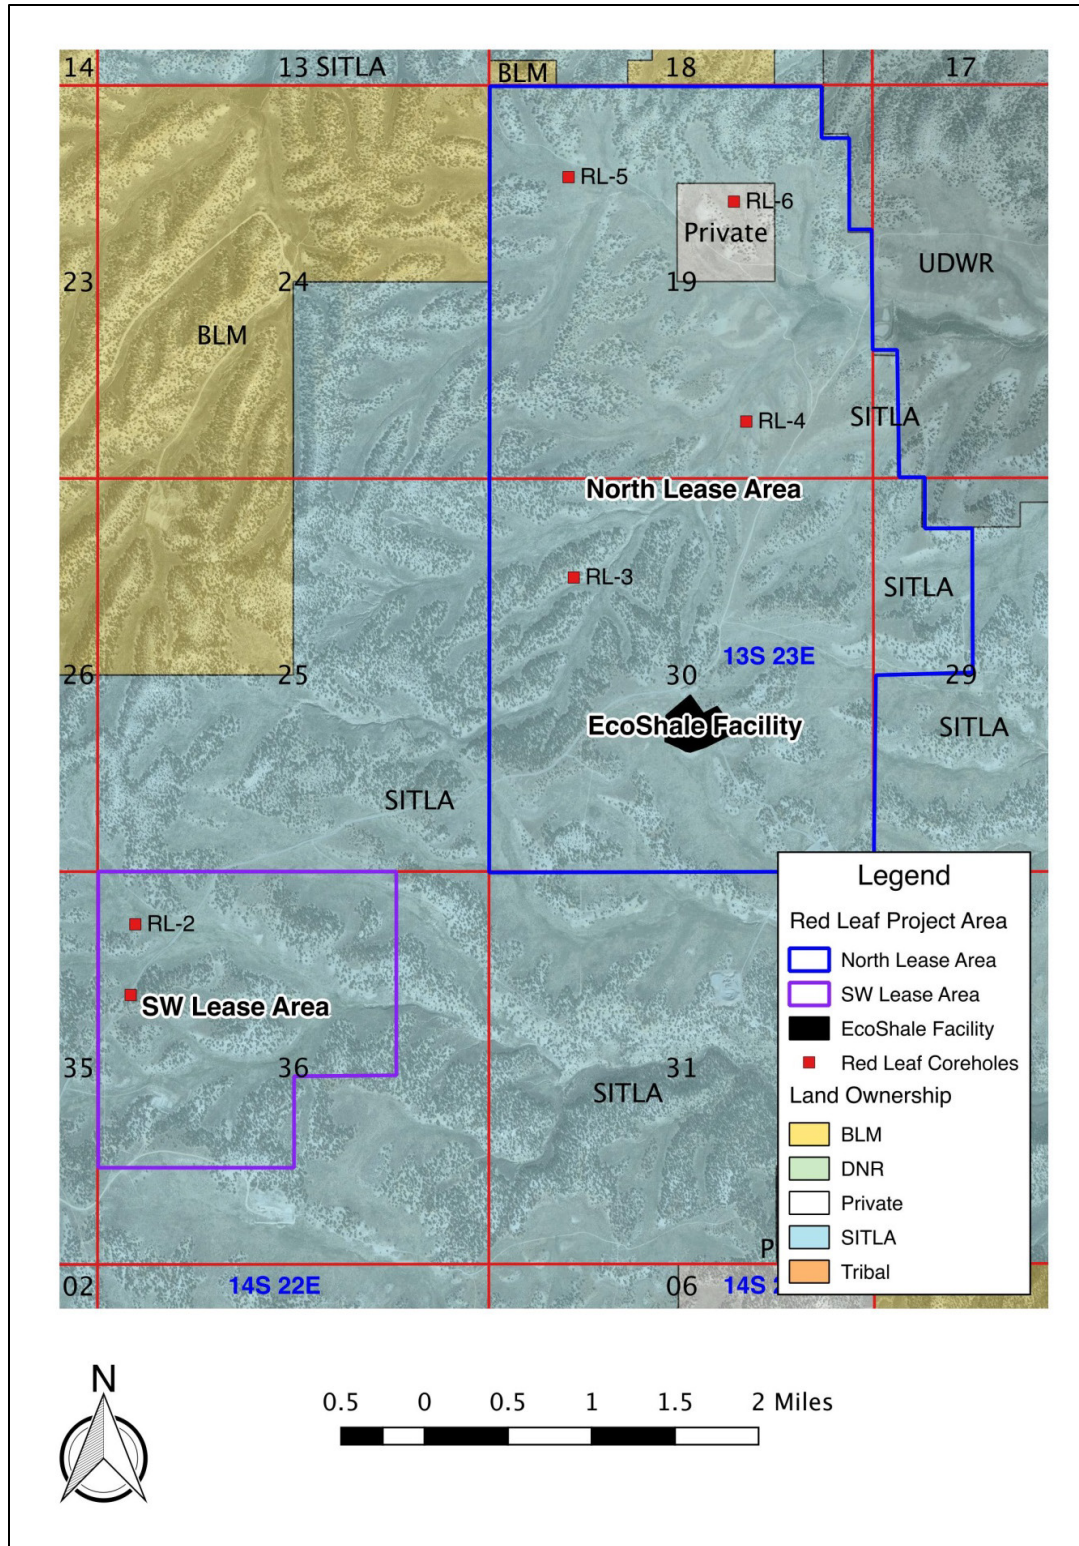 14
13 SITLA
BLM
18
17
RL-5
RL-6
Private
UDWR
23
24
19
BLM
RL-4
SITLA
North Lease Area
RL-3
SITLA
13S 23E
26
25
30
29
EcoShale Facility
SITLA
SITLA
RL-2
SW Lease Area
35
36
31
SITLA
Legend
Red Leaf Project Area
North Lease Area
SW Lease Area
EcoShale Facility
Red Leaf Coreholes
Land Ownership
BLM
DNR
Private
SITLA
Tribal
P
02
14S 22E
06
14S 2
N
0.5 0 0.5 1 1.5 2 Miles